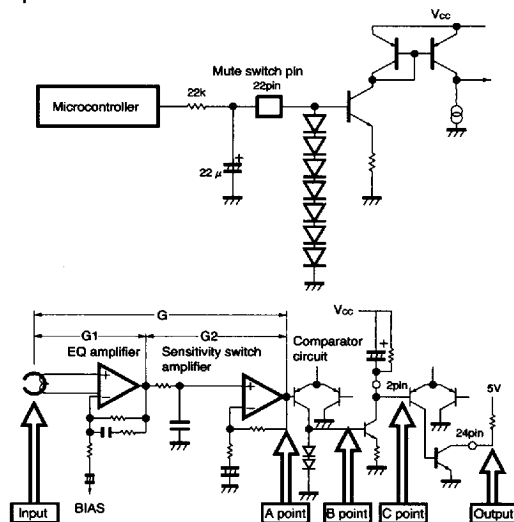 Vcc
Mute switch pin
22k
22pin
Microcontroller
22 μ
+
G
G1
G2
Vcc
EQ amplifier
Sensitivity switch
amplifier
Comparator
circuit
+
2pin
5V
24pin
Input
BIAS
A point
B point
C point
Output